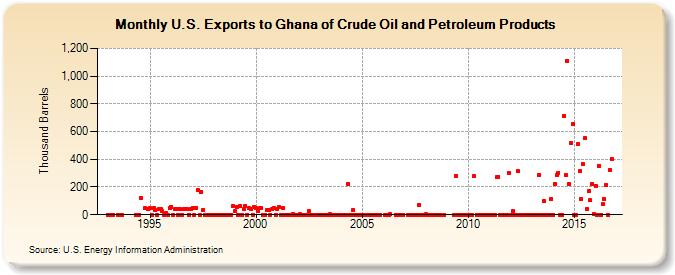 Monthly U.S. Exports to Ghana of Crude Oil and Petroleum Products
Thousand Barrels
1,200
1,000
800
600
400
200
0
1995 2000 2005 2010 2015
Source: U.S. Energy Information Administration